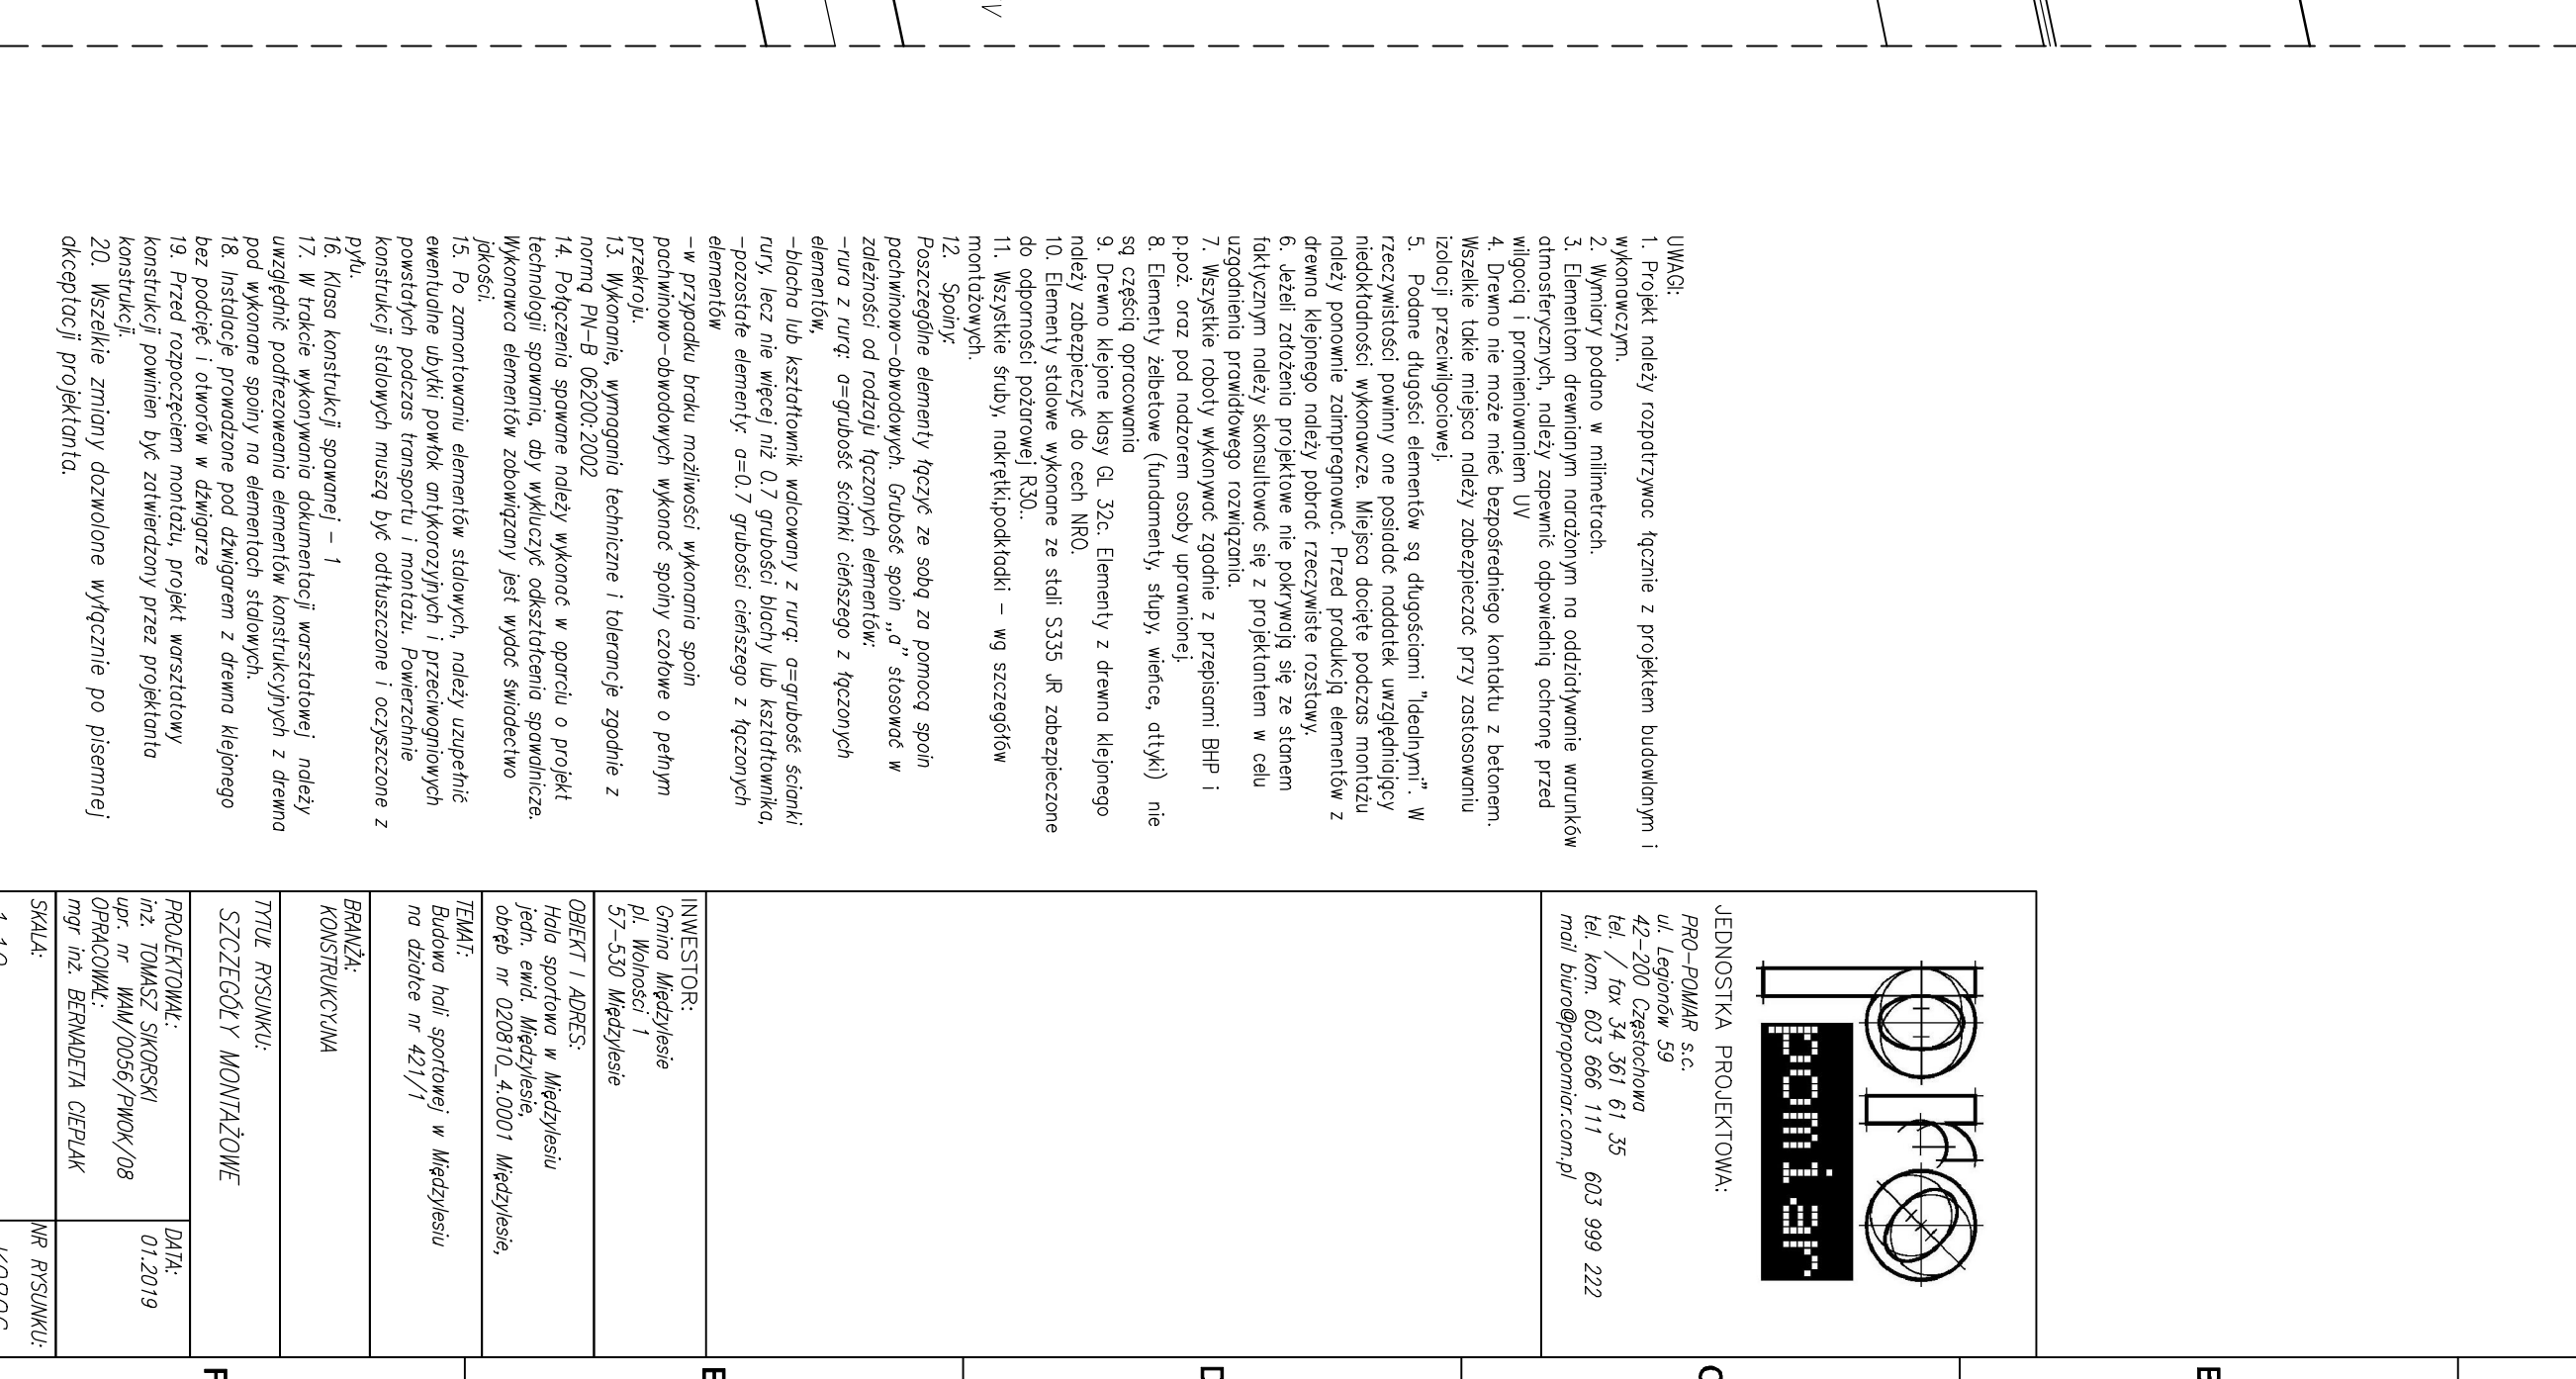 UWAGI:
1. Projekt należy rozpatrzywac łącznie z projektem budowlanym i
wykonawczym.
2. Wymiary podano w milimetrach.
3. Elementom drewnianym narażonym na oddziaływanie warunków
atmosferycznych, należy zapewnić odpowiednią ochronę przed
wilgocią i promieniowaniem UV
4. Drewno nie może mieć bezpośredniego kontaktu z betonem.
Wszelkie takie miejsca należy zabezpieczać przy zastosowaniu
izolacji przeciwilgociowej.
5. Podane długości elementów są długościami "Idealnymi". W
rzeczywistości powinny one posiadać naddatek uwzględniający
niedokładności wykonawcze. Miejsca docięte podczas montażu
należy ponownie zaimpregnować. Przed produkcją elementów z
drewna klejonego należy pobrać rzeczywiste rozstawy.
6. Jeżeli założenia projektowe nie pokrywają się ze stanem
faktycznym należy skonsultować się z projektantem w celu
uzgodnienia prawidłowego rozwiązania.
7. Wszystkie roboty wykonywać zgodnie z przepisami BHP i
p.poż. oraz pod nadzorem osoby uprawnionej.
8. Elementy żelbetowe (fundamenty, słupy, wieńce, attyki) nie
są częścią opracowania
9. Drewno klejone klasy GL 32c. Elementy z drewna klejonego
należy zabezpieczyć do cech NRO.
10. Elementy stalowe wykonane ze stali S335 JR zabezpieczone
do odporności pożarowej R30..
11. Wszystkie śruby, nakrętki,podkładki – wg szczegółów
montażowych.
12. Spoiny:
Poszczególne elementy łączyć ze sobą za pomocą spoin
pachwinowo–obwodowych. Grubość spoin „a" stosować w
zależności od rodzaju łączonych elementów:
–rura z rurą: a=grubość ścianki cieńszego z łączonych
elementów,
–blacha lub kształtownik walcowany z rurą: a=grubość ścianki
rury, lecz nie więcej niż 0.7 grubości blachy lub kształtownika,
–pozostałe elementy: a=0.7 grubości cieńszego z łączonych
elementów
–w przypadku braku możliwości wykonania spoin
pachwinowo–obwodowych wykonać spoiny czołowe o pełnym
przekroju.
13. Wykonanie, wymagania techniczne i tolerancje zgodnie z
normą PN–B 06200:2002
14. Połączenia spawane należy wykonać w oparciu o projekt
technologii spawania, aby wykluczyć odkształcenia spawalnicze.
Wykonawca elementów zobowiązany jest wydać świadectwo
jakości.
15. Po zamontowaniu elementów stalowych, należy uzupełnić
ewentualne ubytki powłok antykorozyjnych i przeciwogniowych
powstałych podczas transportu i montażu. Powierzchnie
konstrukcji stalowych muszą być odtłuszczone i oczyszczone z
pyłu.
16. Klasa konstrukcji spawanej – 1
17. W trakcie wykonywania dokumentacji warsztatowej należy
uwzględnić podfrezoweania elementów konstrukcyjnych z drewna
pod wykonane spoiny na elementach stalowych.
18. Instalacje prowadzone pod dźwigarem z drewna klejonego
bez podcięć i otworów w dźwigarze
19. Przed rozpoczęciem montażu, projekt warsztatowy
konstrukcji powinien być zatwierdzony przez projektanta
konstrukcji.
20. Wszelkie zmiany dozwolone wyłącznie po pisemnej
akceptacji projektanta.
pro
pomiar
JEDNOSTKA PROJEKTOWA:
PRO–POMIAR s.c.
ul. Legionów 59
42–200 Częstochowa
tel. / fax 34 361 61 35
tel. kom. 603 666 111 603 999 222
mail biuro@propomiar.com.pl
INWESTOR:
Gmina Międzylesie
pl. Wolności 1
57–530 Międzylesie
OBIEKT I ADRES:
Hala sportowa w Międzylesiu
jedn. ewid. Międzylesie,
obręb nr 020810_4.0001 Międzylesie,
TEMAT:
Budowa hali sportowej w Międzylesiu
na działce nr 421/1
BRANŻA:
KONSTRUKCYJNA
TYTUŁ RYSUNKU:
SZCZEGÓŁY MONTAŻOWE
PROJEKTOWAŁ:
inż. TOMASZ SIKORSKI
upr. nr WAM/0056/PWOK/08
OPRACOWAŁ:
mgr inż. BERNADETA CIEPLAK
DATA:
01.2019
SKALA:
NR RYSUNKU:
D